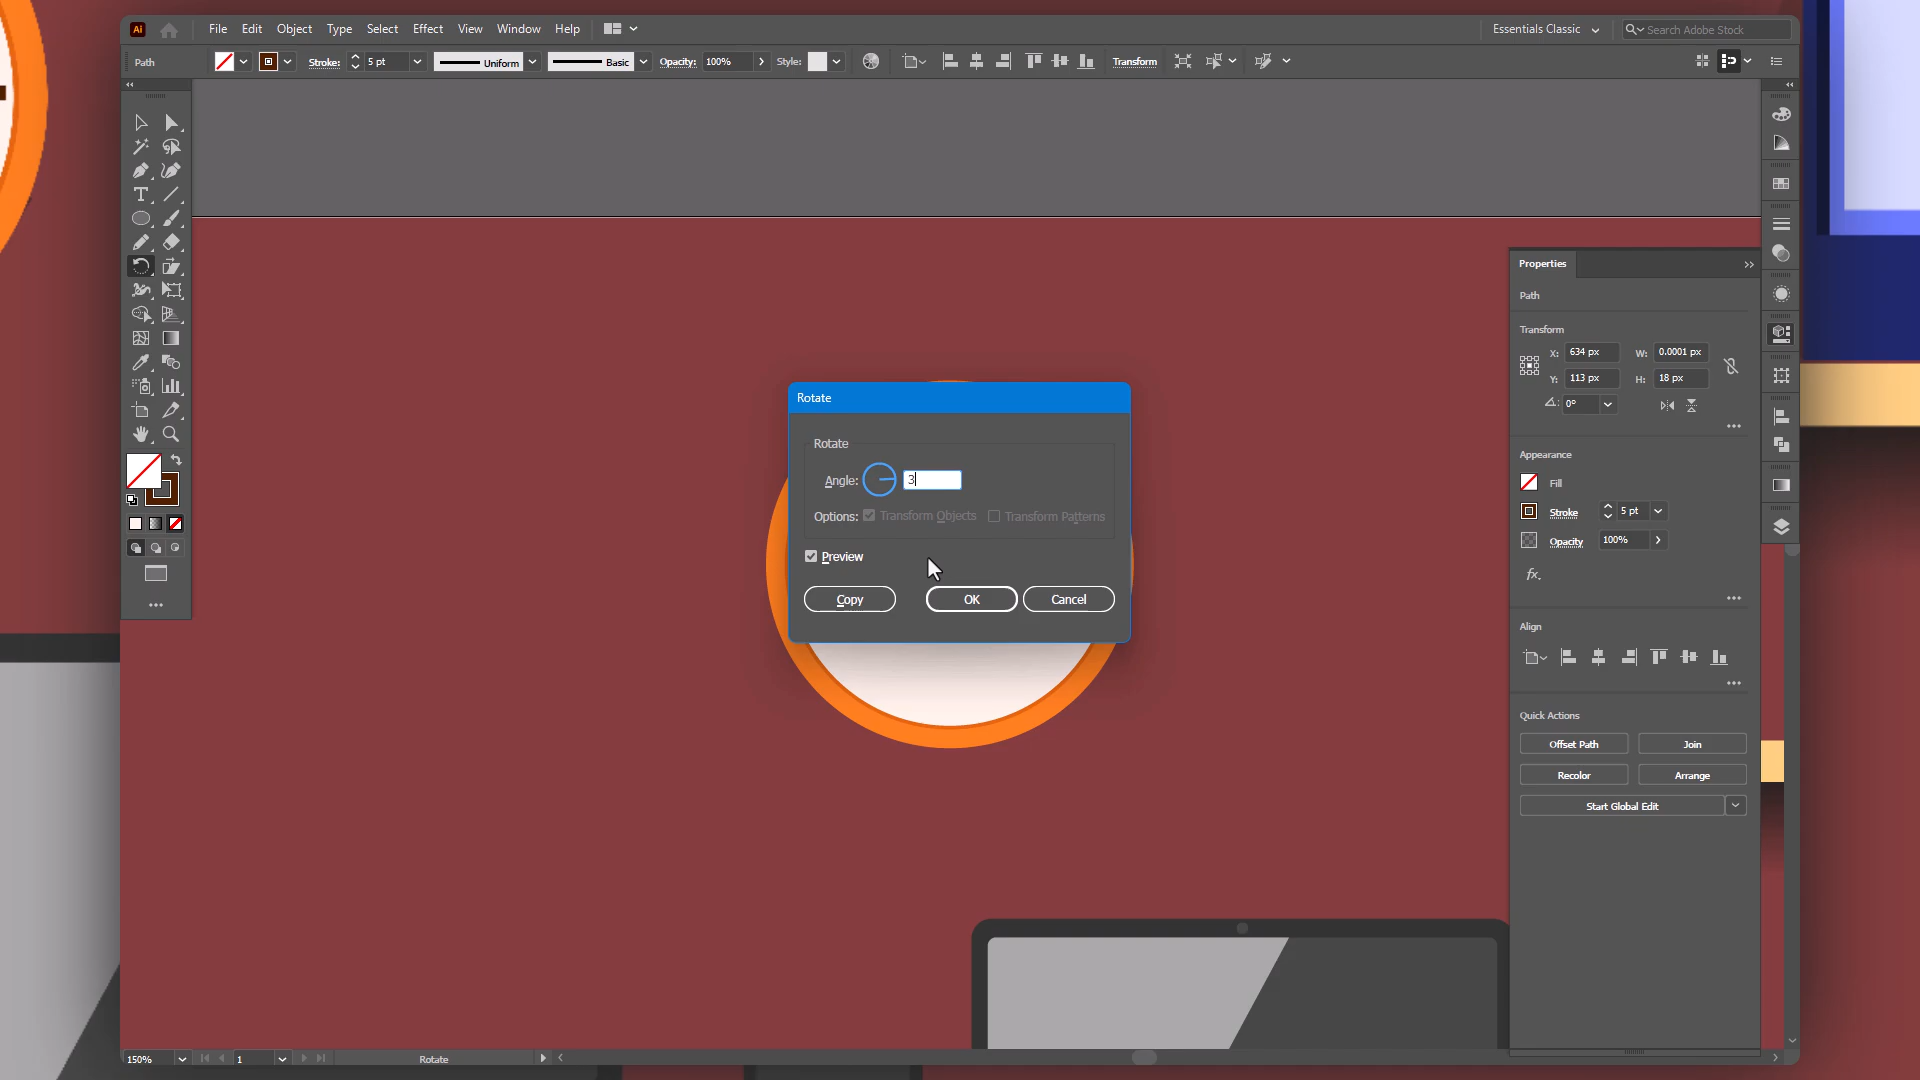 Ai File Edit Object Type Select Effect View Window Help Essentials Classic Search Adobe Stock
Path Stroke: 5 pt Uniform Basic Opacity: 100% Style: Transform
Properties
Path
Transform
X: 634 px W: 0.0001 px
Y: 113 px H: 18 px
0°
Appearance
Fill
Stroke 5 pt
Opacity 100%
fx.
Align
Quick Actions
Offset Path Join
Recolor Arrange
Start Global Edit
Rotate
Rotate
Angle: 3
Options: Transform Objects Transform Patterns
Preview
Copy OK Cancel
150% 1 Rotate